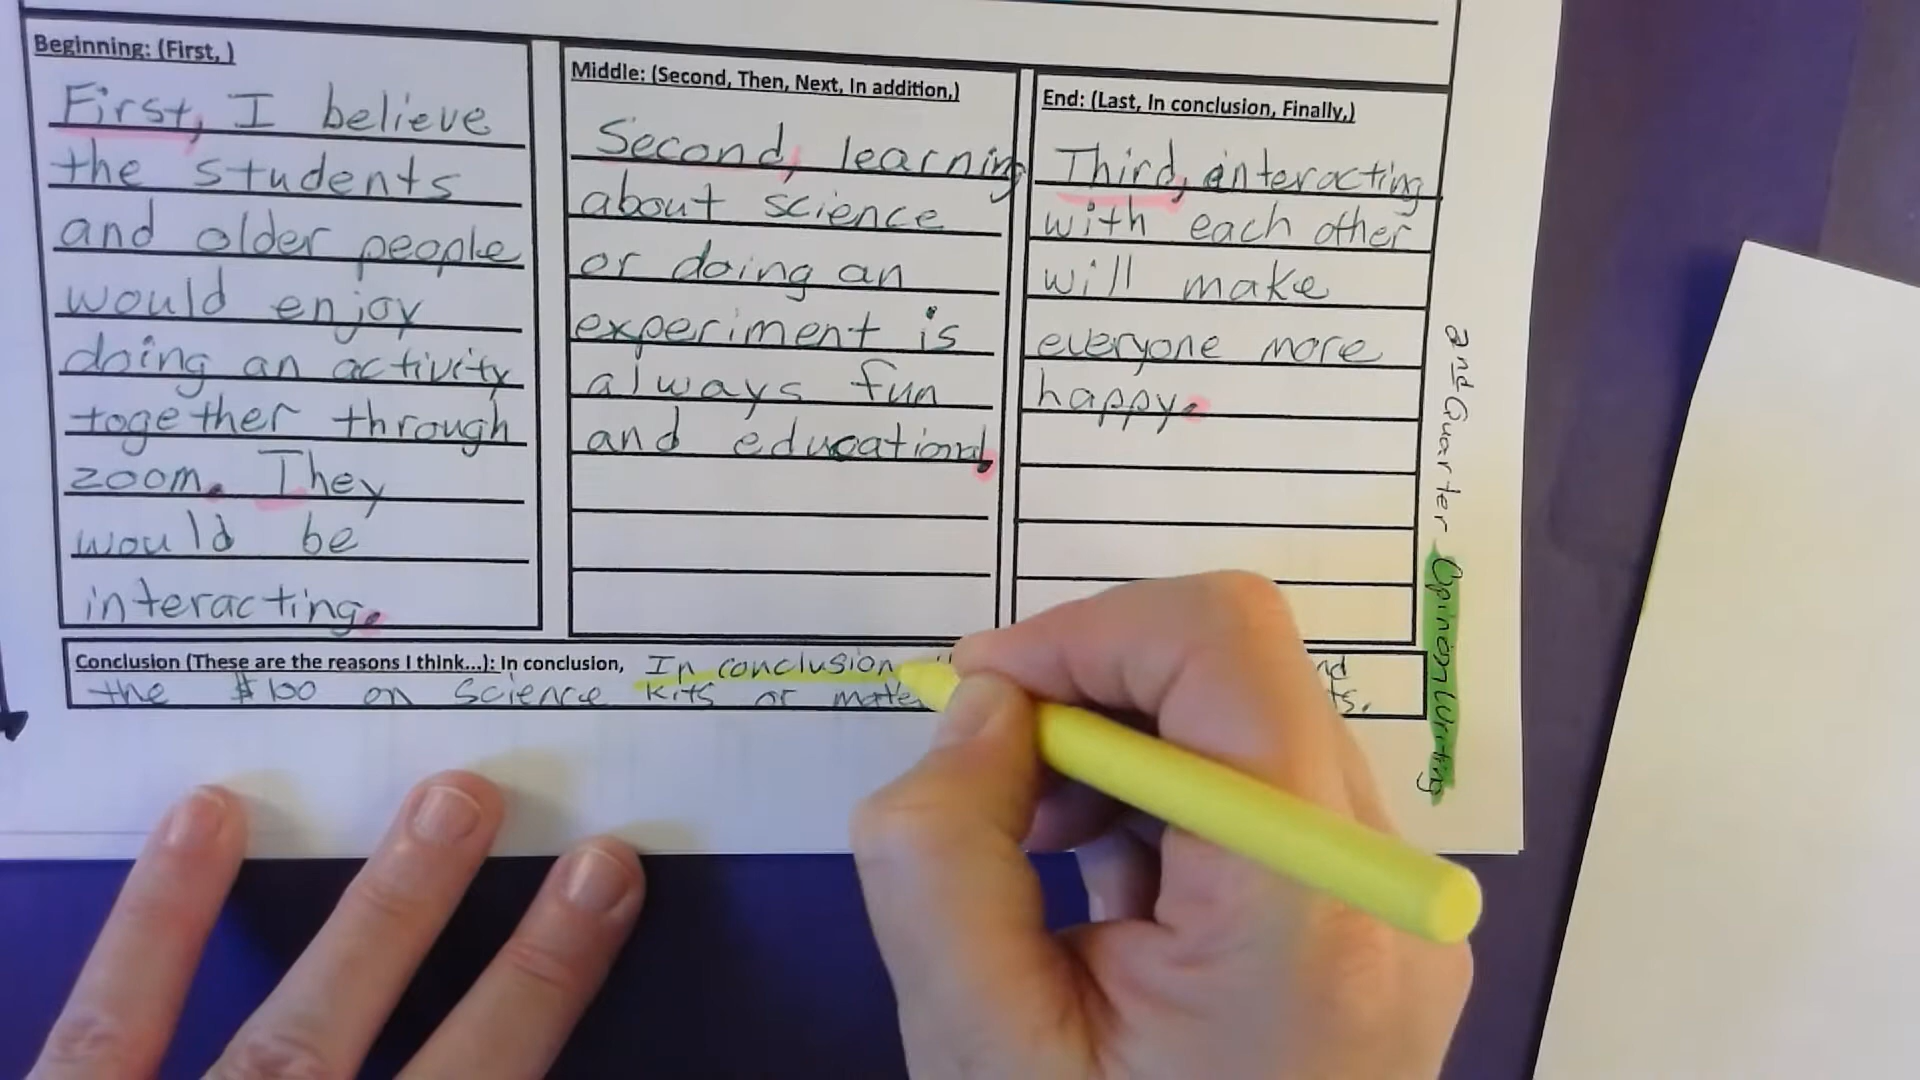 Beginning: (First, )
First, I believe
the students
and older people
would enjoy
doing an activity
together through
zoom. They
would be
interacting.
Middle: (Second, Then, Next, In addition,)
Second, learning
about science
or doing an
experiment is
always fun
and educational.
End: (Last, In conclusion, Finally,)
Third, interacting
with each other
will make
everyone more
happy.
Conclusion (These are the reasons I think...): In conclusion, In conclusion
the $100 on science kits or
2nd Quarter Opinion Writing